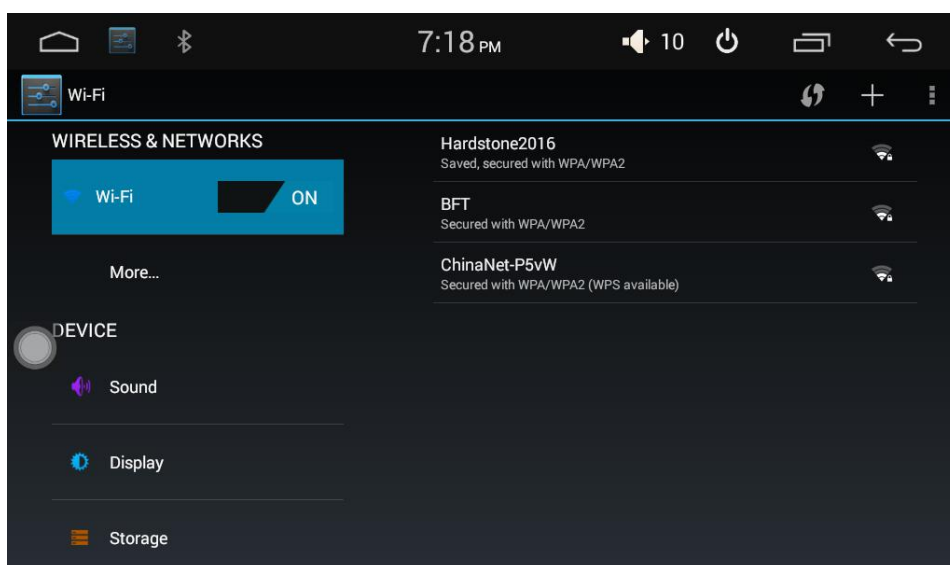 7:18 PM
10
Wi-Fi
WIRELESS & NETWORKS
Wi-Fi
ON
More...
DEVICE
Sound
Display
Storage
Hardstone2016
Saved, secured with WPA/WPA2
BFT
Secured with WPA/WPA2
ChinaNet-P5vW
Secured with WPA/WPA2 (WPS available)